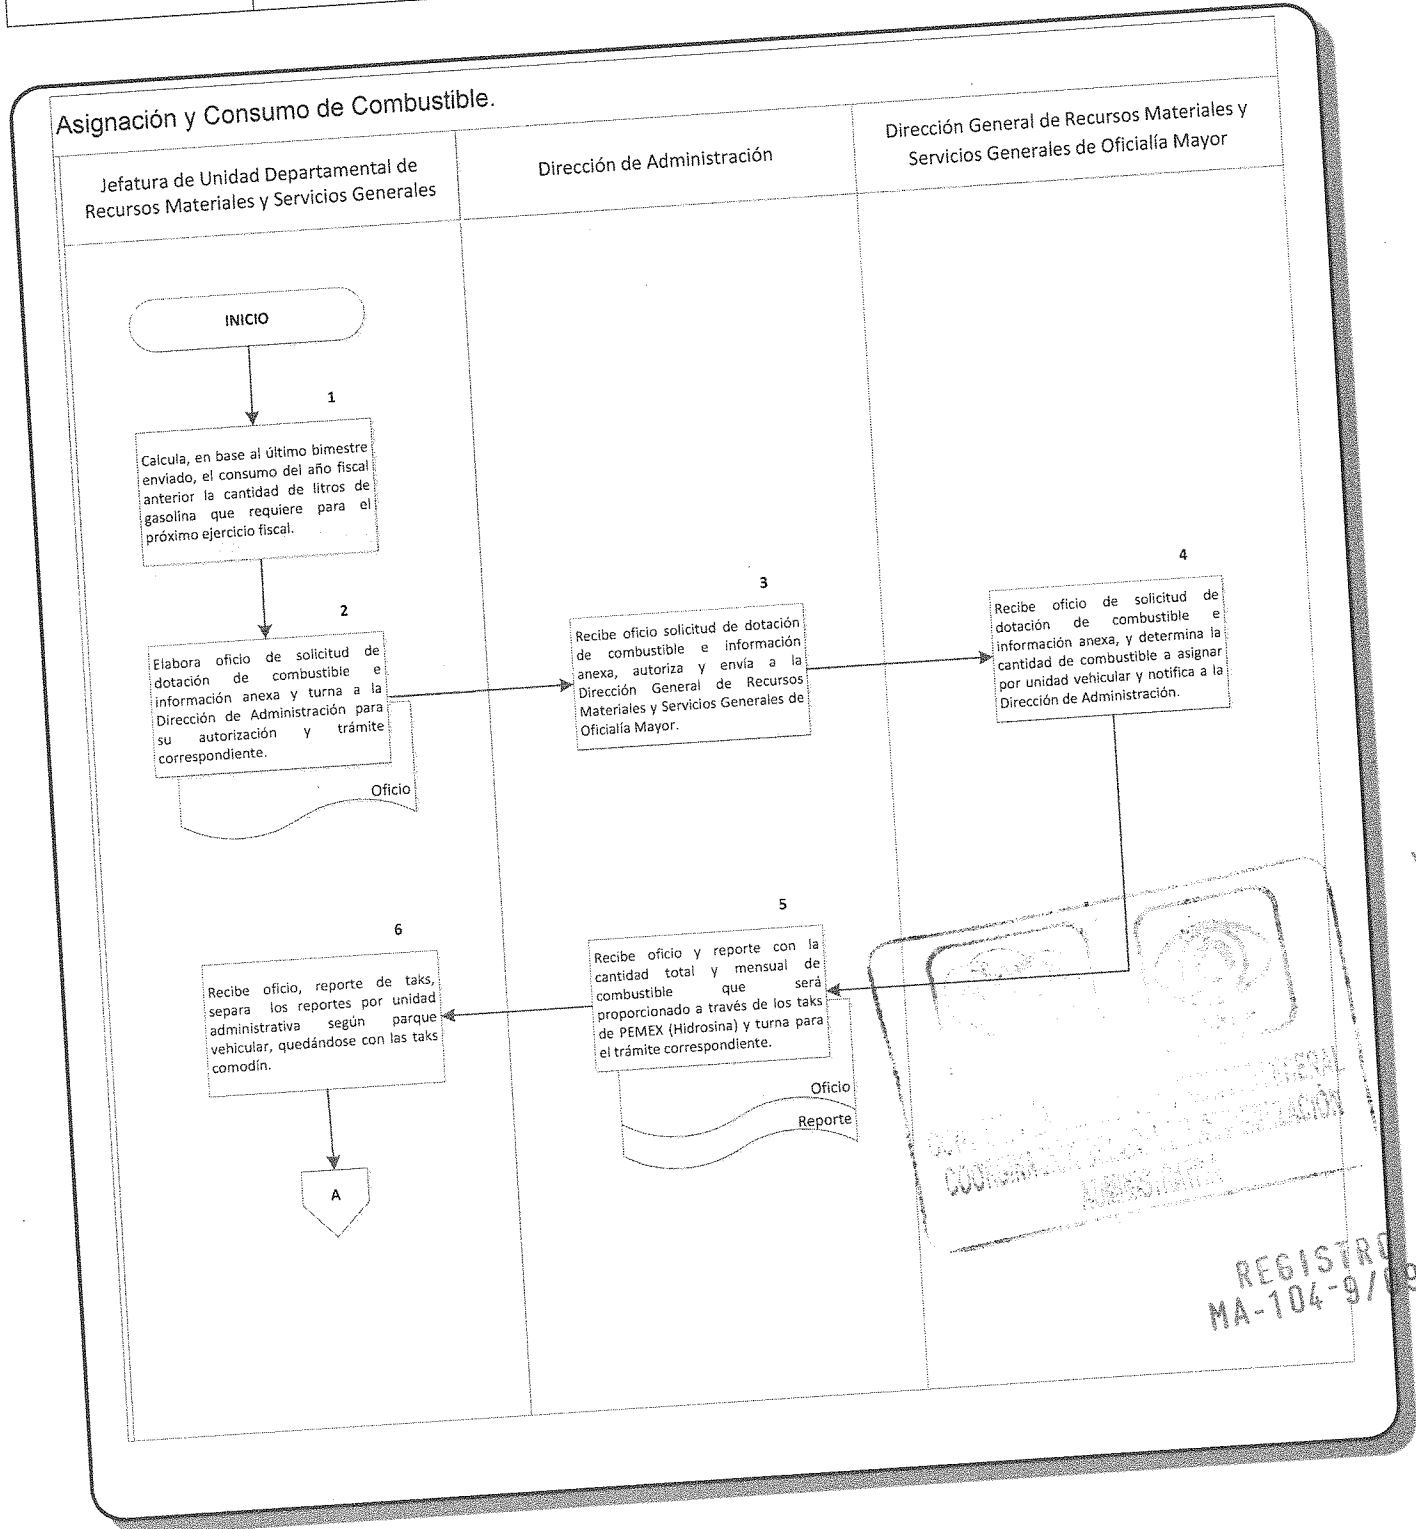 Asignación y Consumo de Combustible.
Jefatura de Unidad Departamental de
Recursos Materiales y Servicios Generales
Dirección de Administración
Dirección General de Recursos Materiales y
Servicios Generales de Oficialía Mayor
INICIO
1
Calcula, en base al último bimestre
enviado, el consumo del año fiscal
anterior la cantidad de litros de
gasolina que requiere para el
próximo ejercicio fiscal.
2
Elabora oficio de solicitud de
dotación de combustible e
información anexa y turna a la
Dirección de Administración para
su autorización y trámite
correspondiente.
Oficio
3
Recibe oficio solicitud de dotación
de combustible e información
anexa, autoriza y envía a la
Dirección General de Recursos
Materiales y Servicios Generales de
Oficialía Mayor.
4
Recibe oficio de solicitud de
dotación de combustible e
información anexa, y determina la
cantidad de combustible a asignar
por unidad vehicular y notifica a la
Dirección de Administración.
5
Recibe oficio y reporte con la
cantidad total y mensual de
combustible que será
proporcionado a través de los taks
de PEMEX (Hidrosina) y turna para
el trámite correspondiente.
Oficio
Reporte
6
Recibe oficio, reporte de taks,
separa los reportes por unidad
administrativa según parque
vehicular, quedándose con las taks
comodín.
A
ADMINISTRATIVA
REGISTRO
MA-104-9/09